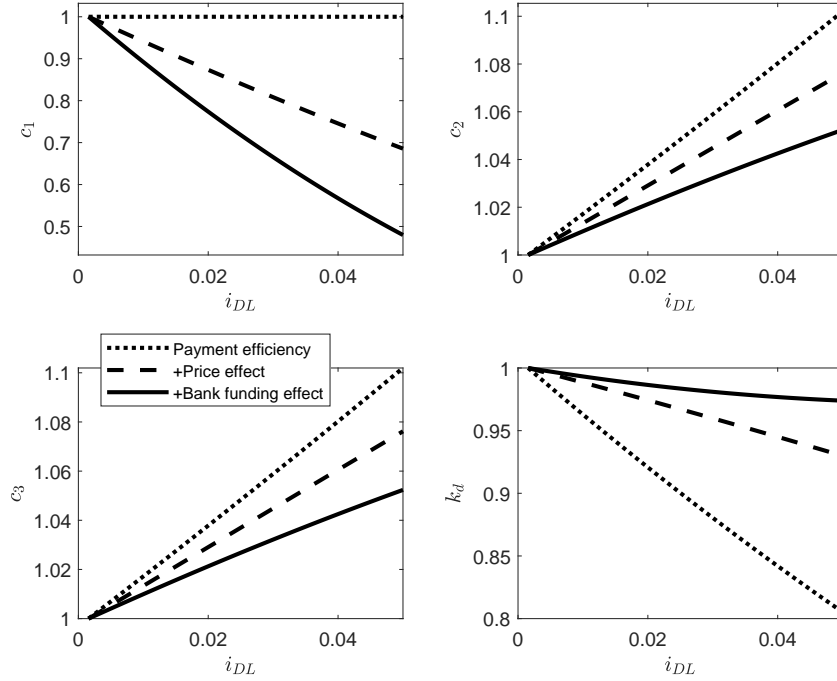 1
0.9
0.8
0.7
0.6
0.5
c1
0 0.02 0.04
iDL
1.1
1.08
1.06
1.04
1.02
1
c2
0 0.02 0.04
iDL
Payment efficiency
+Price effect
+Bank funding effect
1.1
1.08
1.06
1.04
1.02
1
c3
0 0.02 0.04
iDL
1
0.95
0.9
0.85
0.8
kd
0 0.02 0.04
iDL